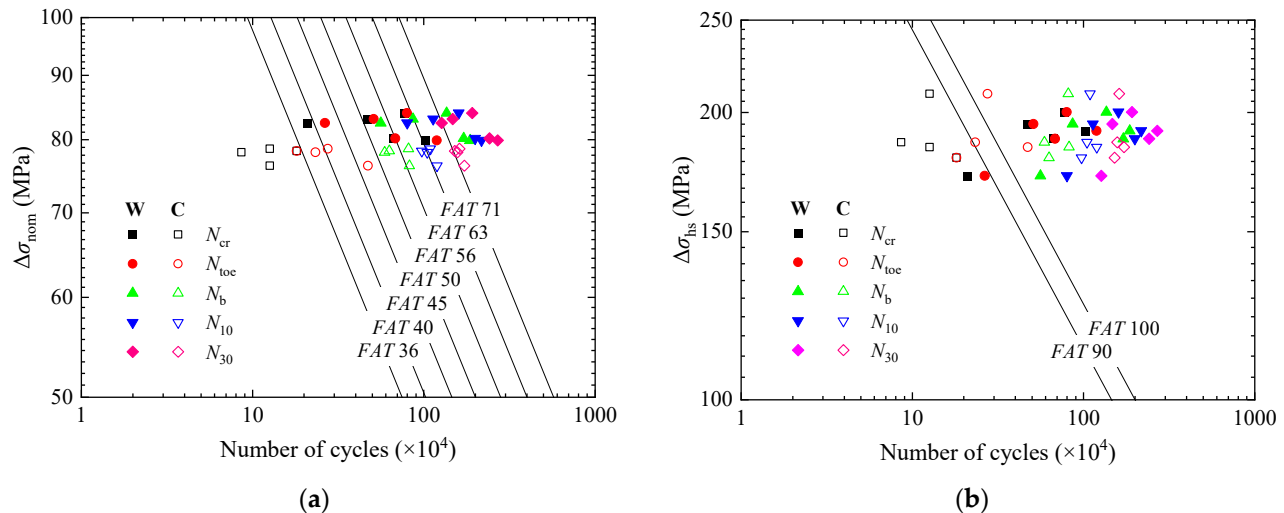 100
90
80
70
60
50
Δσnom (MPa)
W C
Ncr
Ntoe
Nb
N10
N30
FAT 71
FAT 63
FAT 56
FAT 50
FAT 45
FAT 40
FAT 36
1 10 100 1000
Number of cycles (×10⁴)
(a)
250
200
150
100
Δσhs (MPa)
W C
Ncr
Ntoe
Nb
N10
N30
FAT 100
FAT 90
1 10 100 1000
Number of cycles (×10⁴)
(b)